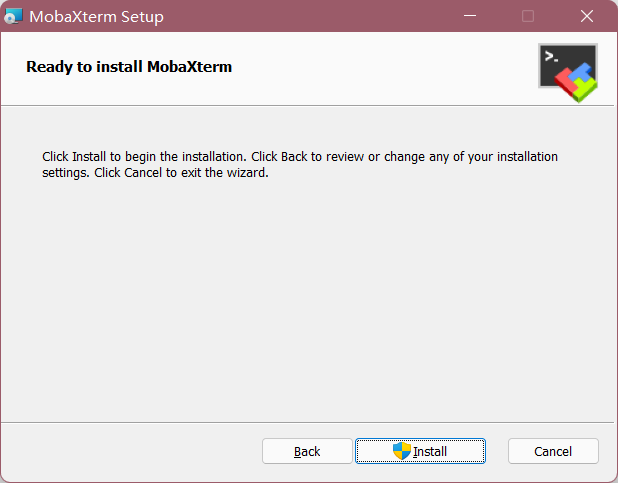 MobaXterm Setup
Ready to install MobaXterm
>_
Click Install to begin the installation. Click Back to review or change any of your installation
settings. Click Cancel to exit the wizard.
Back Install Cancel